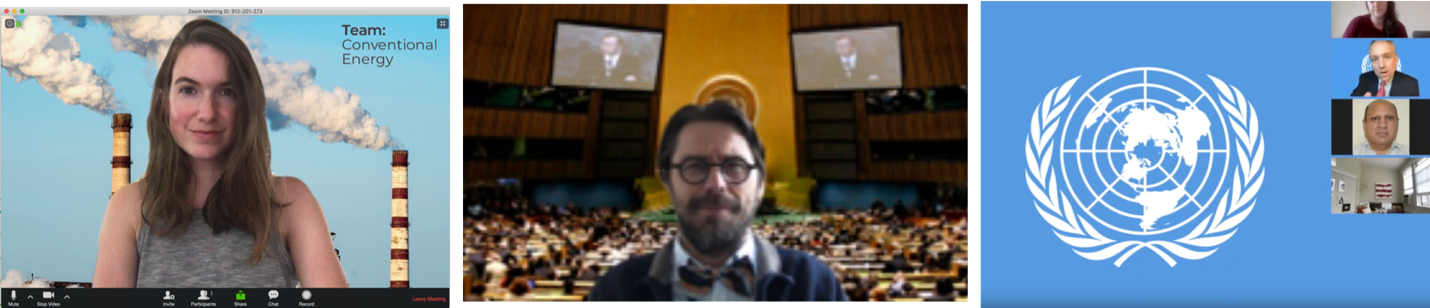 Zoom Meeting ID: 912-201-273
Team:
Conventional
Energy
Mute
Stop Video
Invite
Participants
1
Share
Chat
Record
Leave Meeting